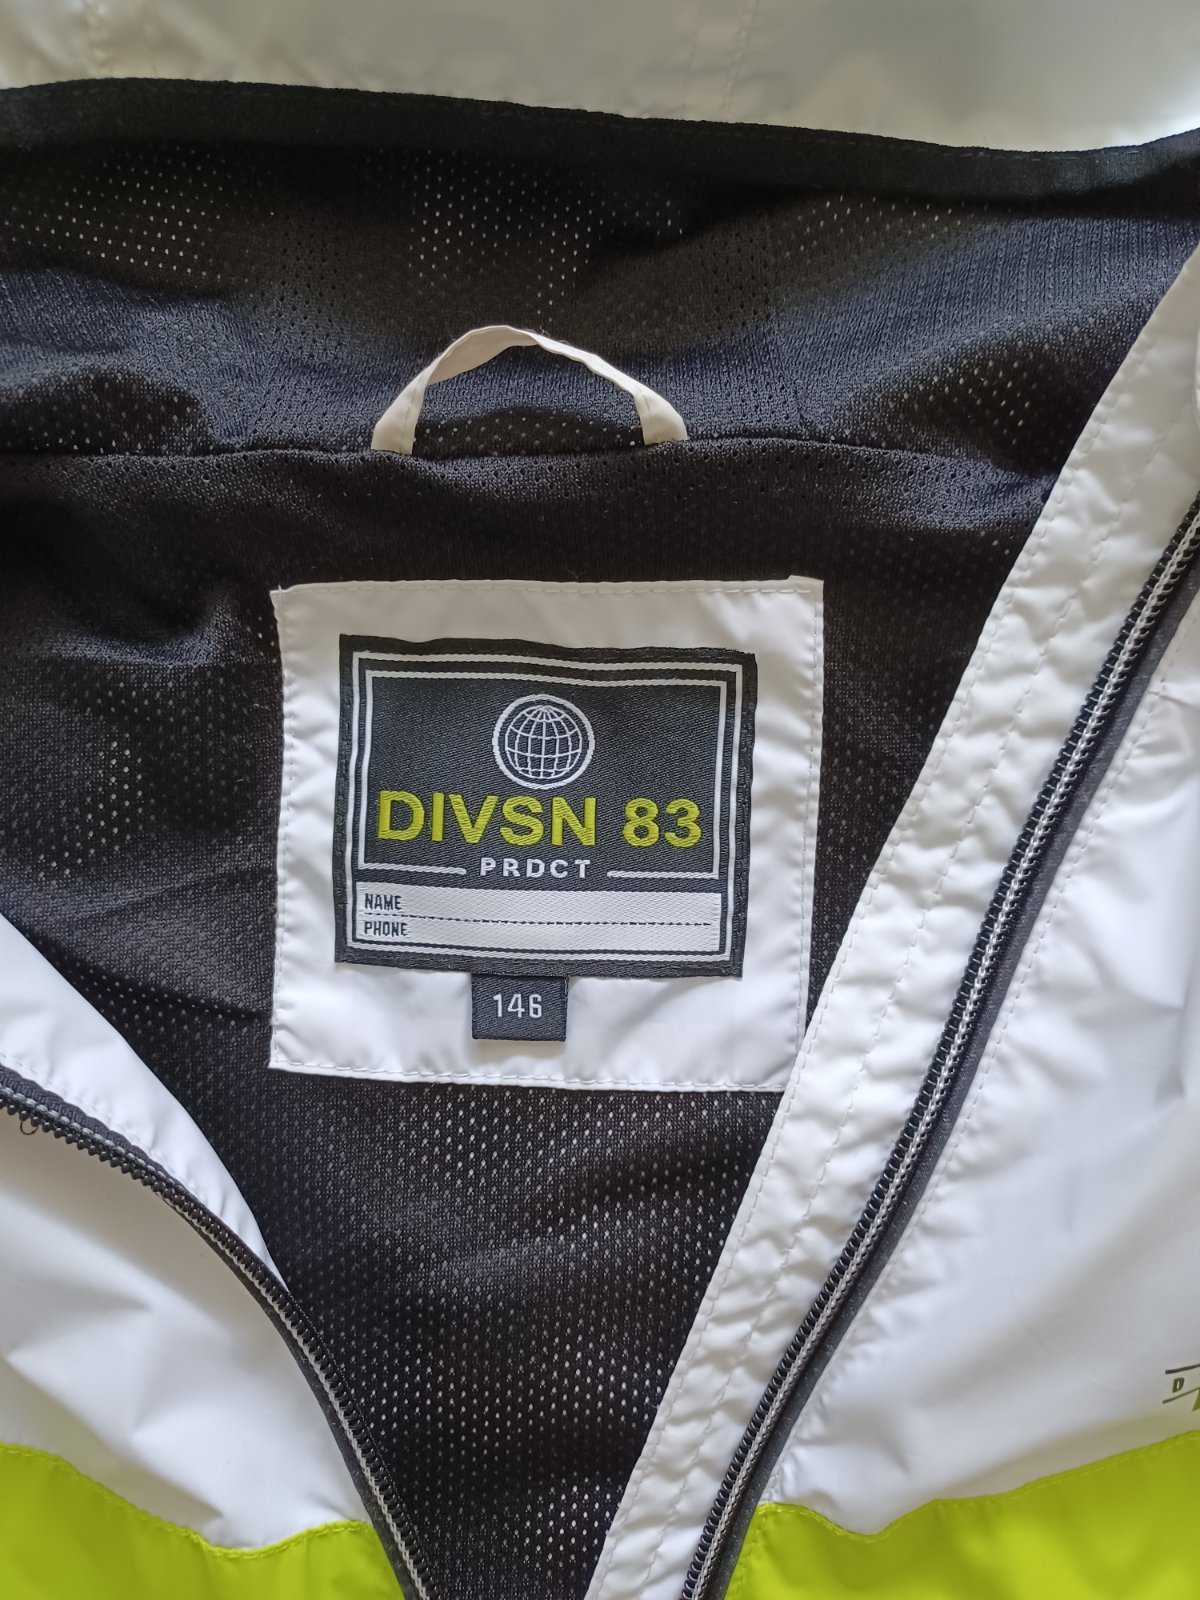 DIVSN 83
PRDCT
NAME
PHONE
146
D